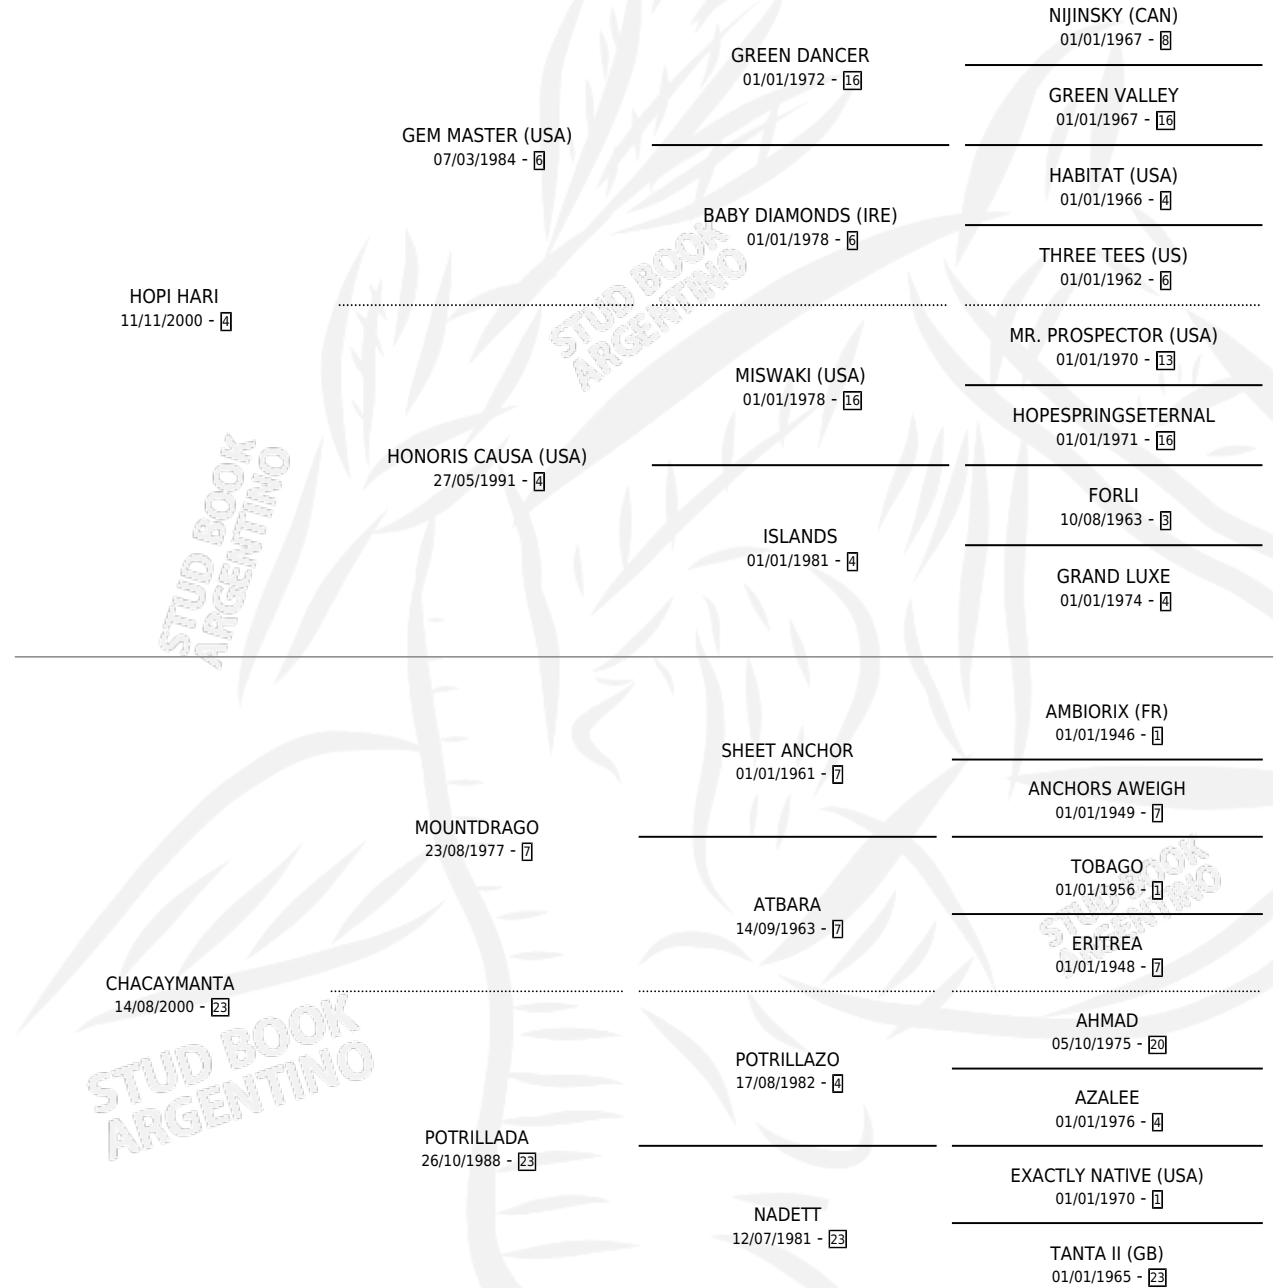 NIJINSKY (CAN)
01/01/1967 - 8
GREEN DANCER
01/01/1972 - 16
GREEN VALLEY
01/01/1967 - 16
GEM MASTER (USA)
07/03/1984 - 6
HABITAT (USA)
01/01/1966 - 4
BABY DIAMONDS (IRE)
01/01/1978 - 6
THREE TEES (US)
01/01/1962 - 6
HOPI HARI
11/11/2000 - 4
MR. PROSPECTOR (USA)
01/01/1970 - 13
MISWAKI (USA)
01/01/1978 - 16
HOPESPRINGSETERNAL
01/01/1971 - 16
HONORIS CAUSA (USA)
27/05/1991 - 4
FORLI
10/08/1963 - 3
ISLANDS
01/01/1981 - 4
GRAND LUXE
01/01/1974 - 4
AMBIORIX (FR)
01/01/1946 - 1
SHEET ANCHOR
01/01/1961 - 7
ANCHORS AWEIGH
01/01/1949 - 7
MOUNTDRAGO
23/08/1977 - 7
TOBAGO
01/01/1956 - 1
ATBARA
14/09/1963 - 7
ERITREA
01/01/1948 - 7
CHACAYMANTA
14/08/2000 - 23
AHMAD
05/10/1975 - 20
POTRILLAZO
17/08/1982 - 4
AZALEE
01/01/1976 - 4
POTRILLADA
26/10/1988 - 23
EXACTLY NATIVE (USA)
01/01/1970 - 1
NADETT
12/07/1981 - 23
TANTA II (GB)
01/01/1965 - 23
STUD BOOK
ARGENTINO
STUD BOOK
ARGENTINO
STUD BOOK
ARGENTINO
STUD BOOK
ARGENTINO